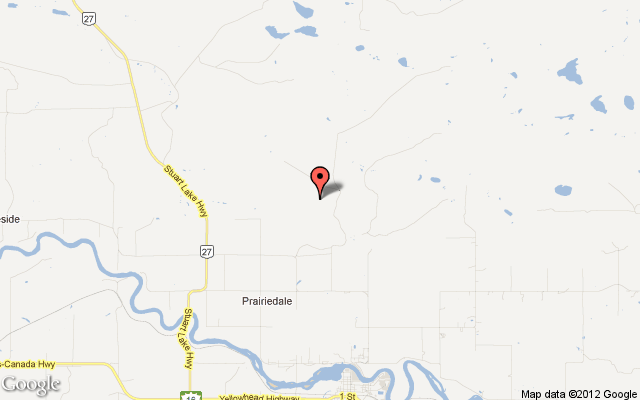 27
Stuart Lake Hwy
eside
27
Prairiedale
Stuart Lake Hwy
s-Canada Hwy
Google
16
Yellowhead Highway
1 St
Map data ©2012 Google